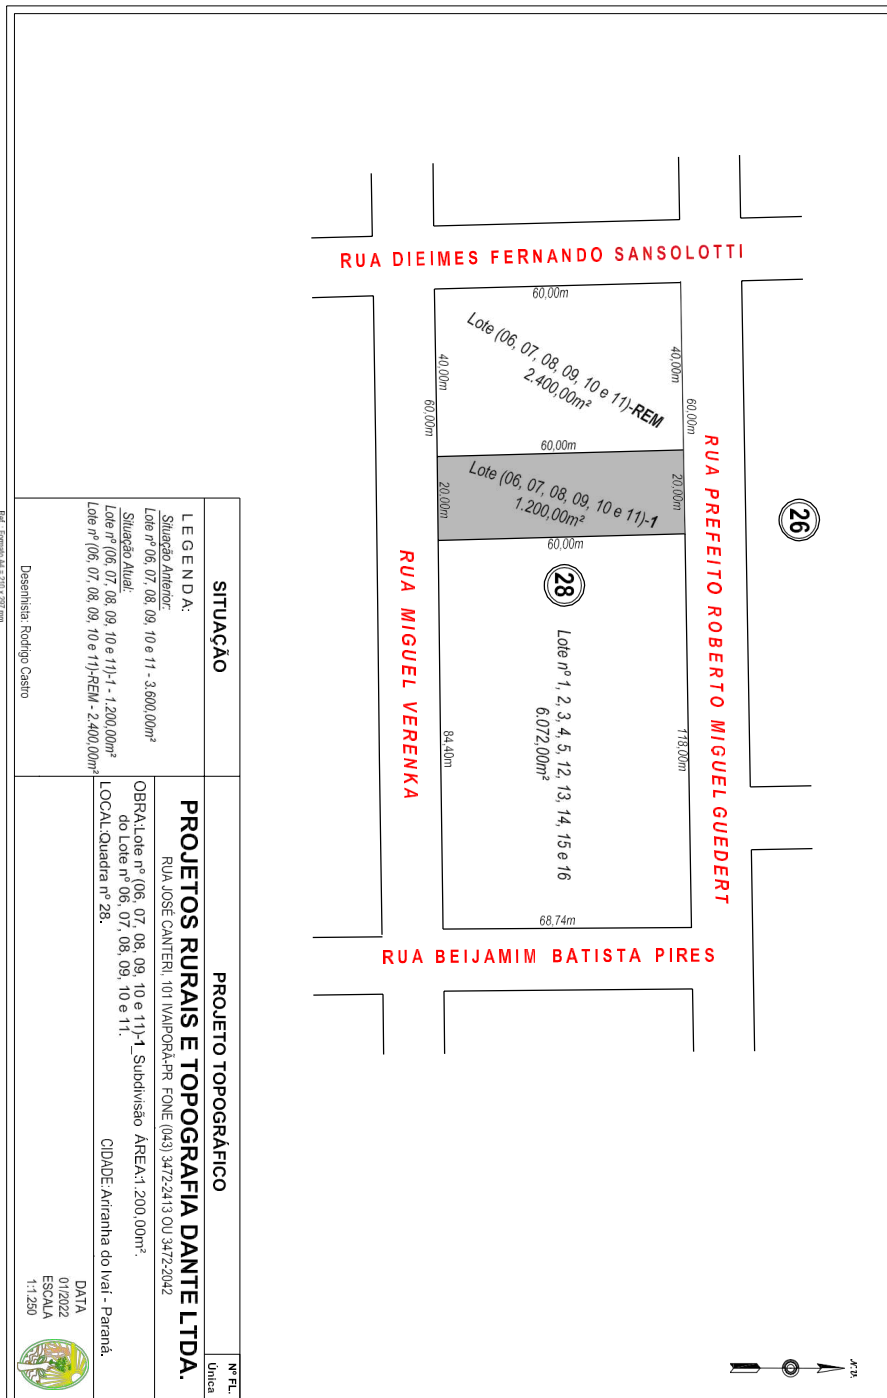 N.V.
26
RUA PREFEITO ROBERTO MIGUEL GUEDERT
RUA DIEIMES FERNANDO SANSOLOTTI
60,00m
40,00m
60,00m
20,00m
118,00m
Lote (06, 07, 08, 09, 10 e 11)-REM
2.400,00m²
60,00m
Lote (06, 07, 08, 09, 10 e 11)-1
1.200,00m²
60,00m
28
Lote nº 1, 2, 3, 4, 5, 12, 13, 14, 15 e 16
6.072,00m²
68,74m
40,00m
60,00m
20,00m
84,40m
RUA MIGUEL VERENKA
RUA BEIJAMIM BATISTA PIRES
SITUAÇÃO
LEGENDA:
Situação Anterior:
Lote nº 06, 07, 08, 09, 10 e 11 - 3.600,00m²
Situação Atual:
Lote nº (06, 07, 08, 09, 10 e 11)-1 - 1.200,00m²
Lote nº (06, 07, 08, 09, 10 e 11)-REM - 2.400,00m²
Desenhista: Rodrigo Castro
PROJETO TOPOGRÁFICO
Nº FL.
Única
PROJETOS RURAIS E TOPOGRAFIA DANTE LTDA.
RUA JOSÉ CANTERI, 101 IVAIPORÃ-PR FONE (043) 3472-2413 OU 3472-2042
OBRA:Lote nº (06, 07, 08, 09, 10 e 11)-1_Subdivisão ÁREA:1.200,00m².
do Lote nº 06, 07, 08, 09, 10 e 11.
LOCAL:Quadra nº 28. CIDADE:Ariranha do Ivaí - Paraná.
DATA
01/2022
ESCALA
1:1.250
Ref.: Formato A4 = 210 x 297 mm